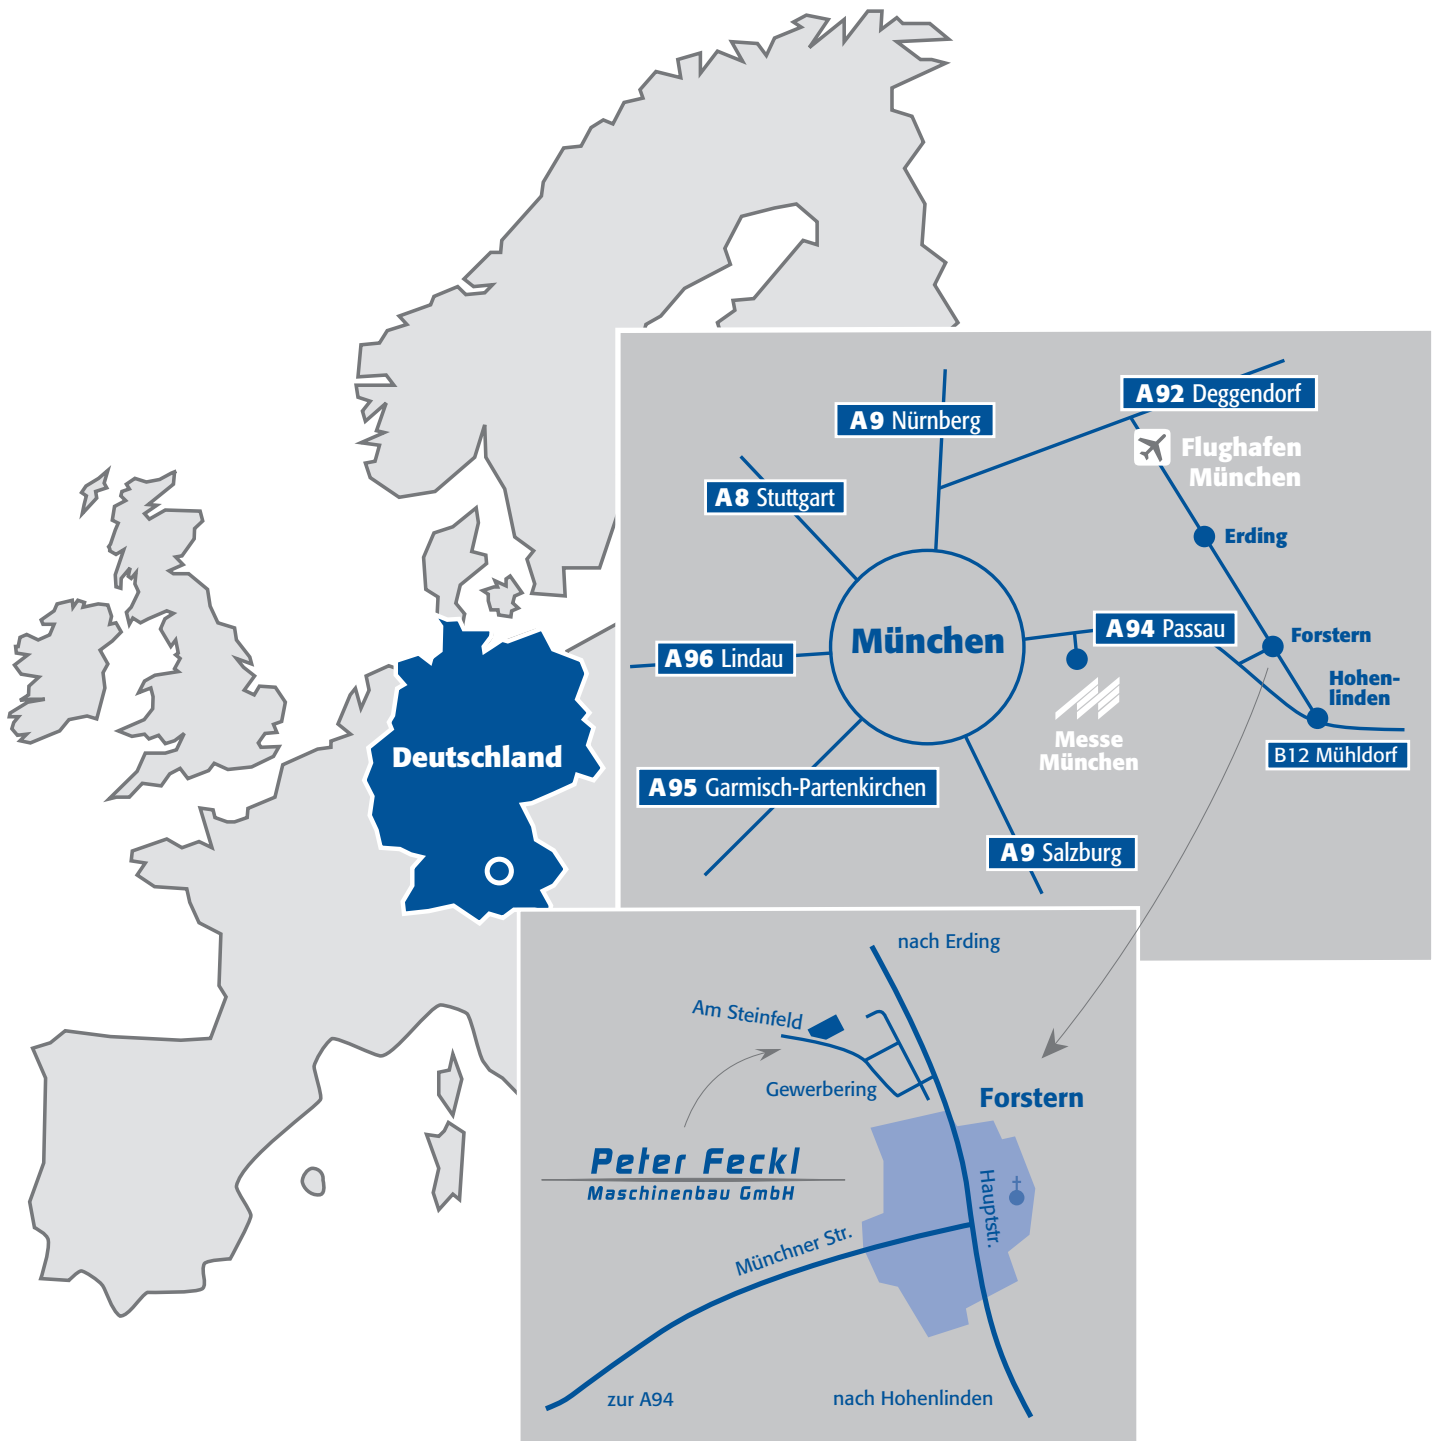 A92 Deggendorf
A9 Nürnberg
Flughafen
München
A8 Stuttgart
Erding
A94 Passau
Forstern
München
A96 Lindau
Hohen-
linden
Messe
München
B12 Mühldorf
Deutschland
A95 Garmisch-Partenkirchen
A9 Salzburg
nach Erding
Am Steinfeld
Gewerbering
Forstern
Peter Feckl
Maschinenbau GmbH
Hauptstr.
Münchner Str.
zur A94
nach Hohenlinden